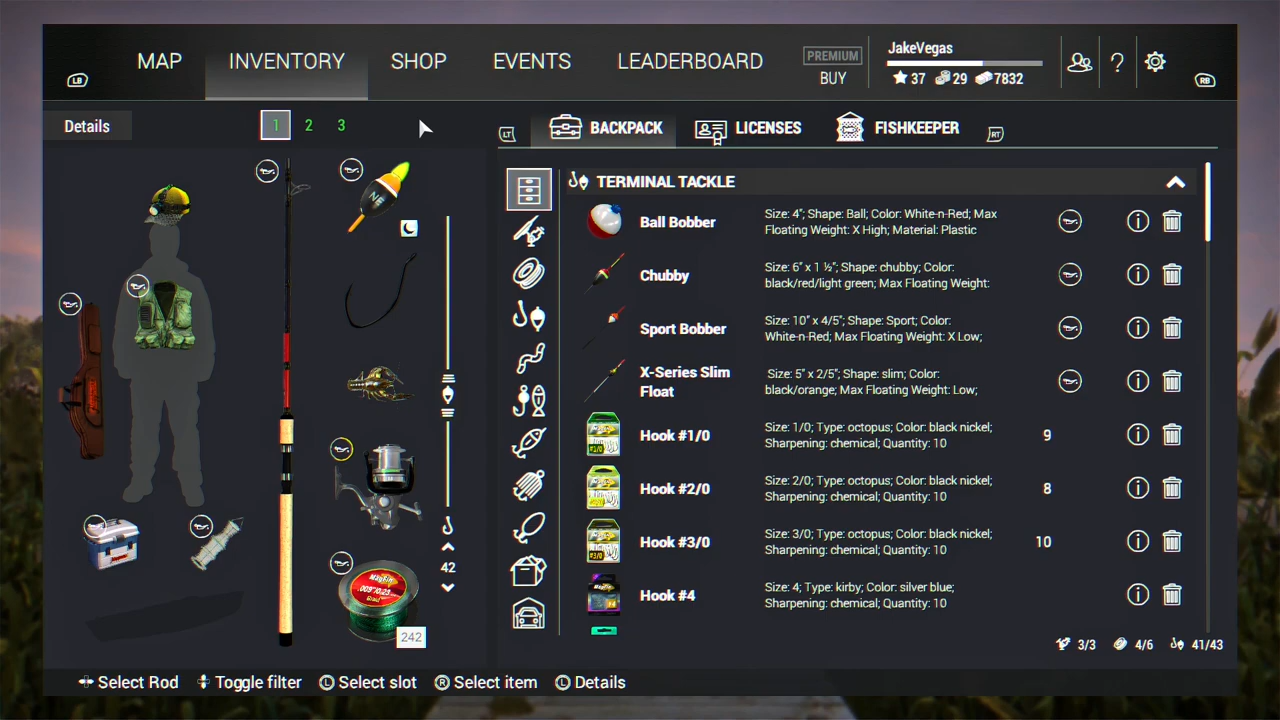 MAP
INVENTORY
SHOP
EVENTS
LEADERBOARD
PREMIUM
BUY
JakeVegas
37 29 7832
?
LB
RB
Details
1 2 3
LT
BACKPACK
LICENSES
FISHKEEPER
RT
TERMINAL TACKLE
Ball Bobber
Size: 4"; Shape: Ball; Color: White-n-Red; Max
Floating Weight: X High; Material: Plastic
Chubby
Size: 6" x 1 ½"; Shape: chubby; Color:
black/red/light green; Max Floating Weight:
Sport Bobber
Size: 10" x 4/5"; Shape: Sport; Color:
White-n-Red; Max Floating Weight: X Low;
X-Series Slim
Float
Size: 5" x 2/5"; Shape: slim; Color:
black/orange; Max Floating Weight: Low;
Hook #1/0
Size: 1/0; Type: octopus; Color: black nickel;
Sharpening: chemical; Quantity: 10
9
Hook #2/0
Size: 2/0; Type: octopus; Color: black nickel;
Sharpening: chemical; Quantity: 10
8
Hook #3/0
Size: 3/0; Type: octopus; Color: black nickel;
Sharpening: chemical; Quantity: 10
10
Hook #4
Size: 4; Type: kirby; Color: silver blue;
Sharpening: chemical; Quantity: 10
42
242
3/3 4/6 41/43
Select Rod
Toggle filter
L Select slot
R Select item
L Details